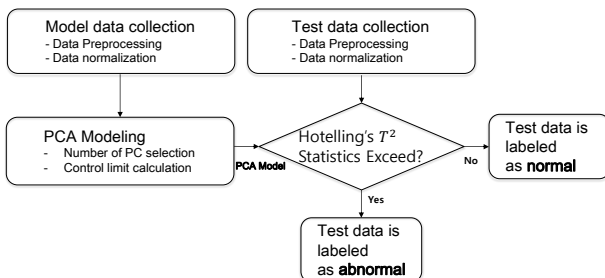 Model data collection
- Data Preprocessing
- Data normalization
Test data collection
- Data Preprocessing
- Data normalization
PCA Modeling
- Number of PC selection
- Control limit calculation
PCA Model
Hotelling's T²
Statistics Exceed?
No
Test data is
labeled
as normal
Yes
Test data is
labeled
as abnormal